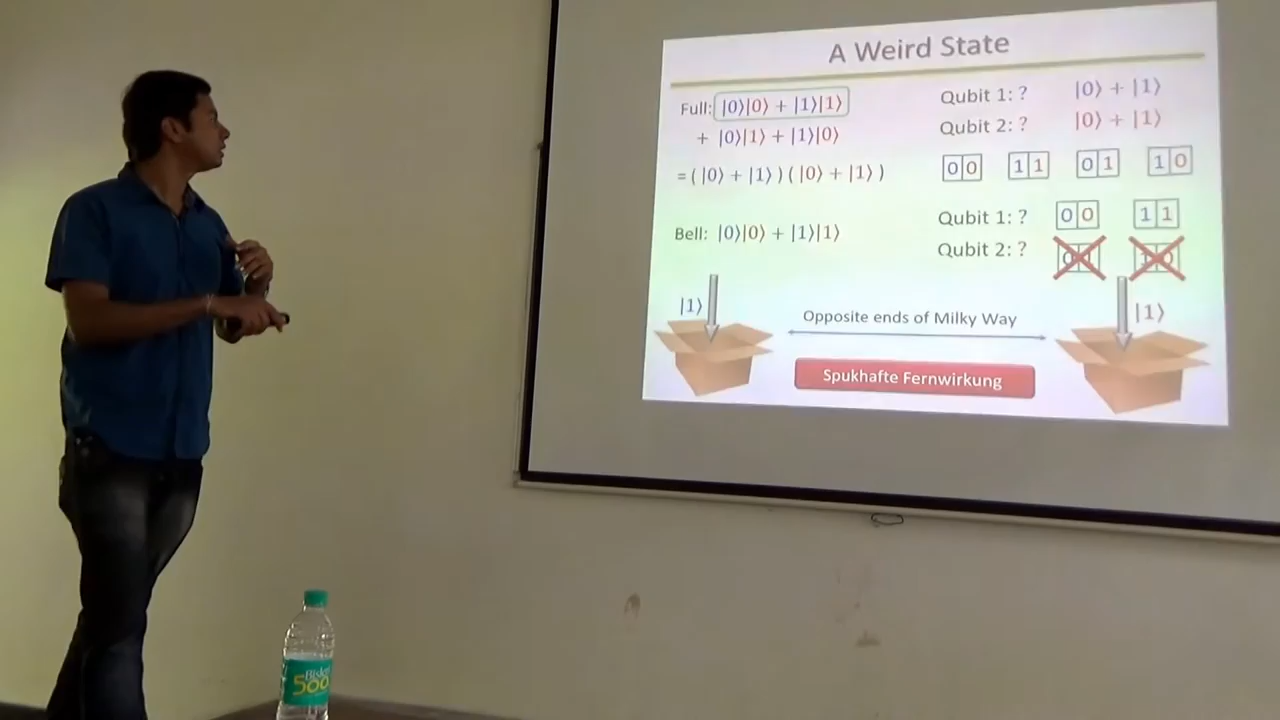 A Weird State
Full: |0⟩|0⟩ + |1⟩|1⟩
+ |0⟩|1⟩ + |1⟩|0⟩
= ( |0⟩ + |1⟩ ) ( |0⟩ + |1⟩ )
Qubit 1: ? |0⟩ + |1⟩
Qubit 2: ? |0⟩ + |1⟩
0 0 1 1 0 1 1 0
Bell: |0⟩|0⟩ + |1⟩|1⟩
Qubit 1: ? 0 0 1 1
Qubit 2: ?
|1⟩
Opposite ends of Milky Way
|1⟩
Spukhafte Fernwirkung
500